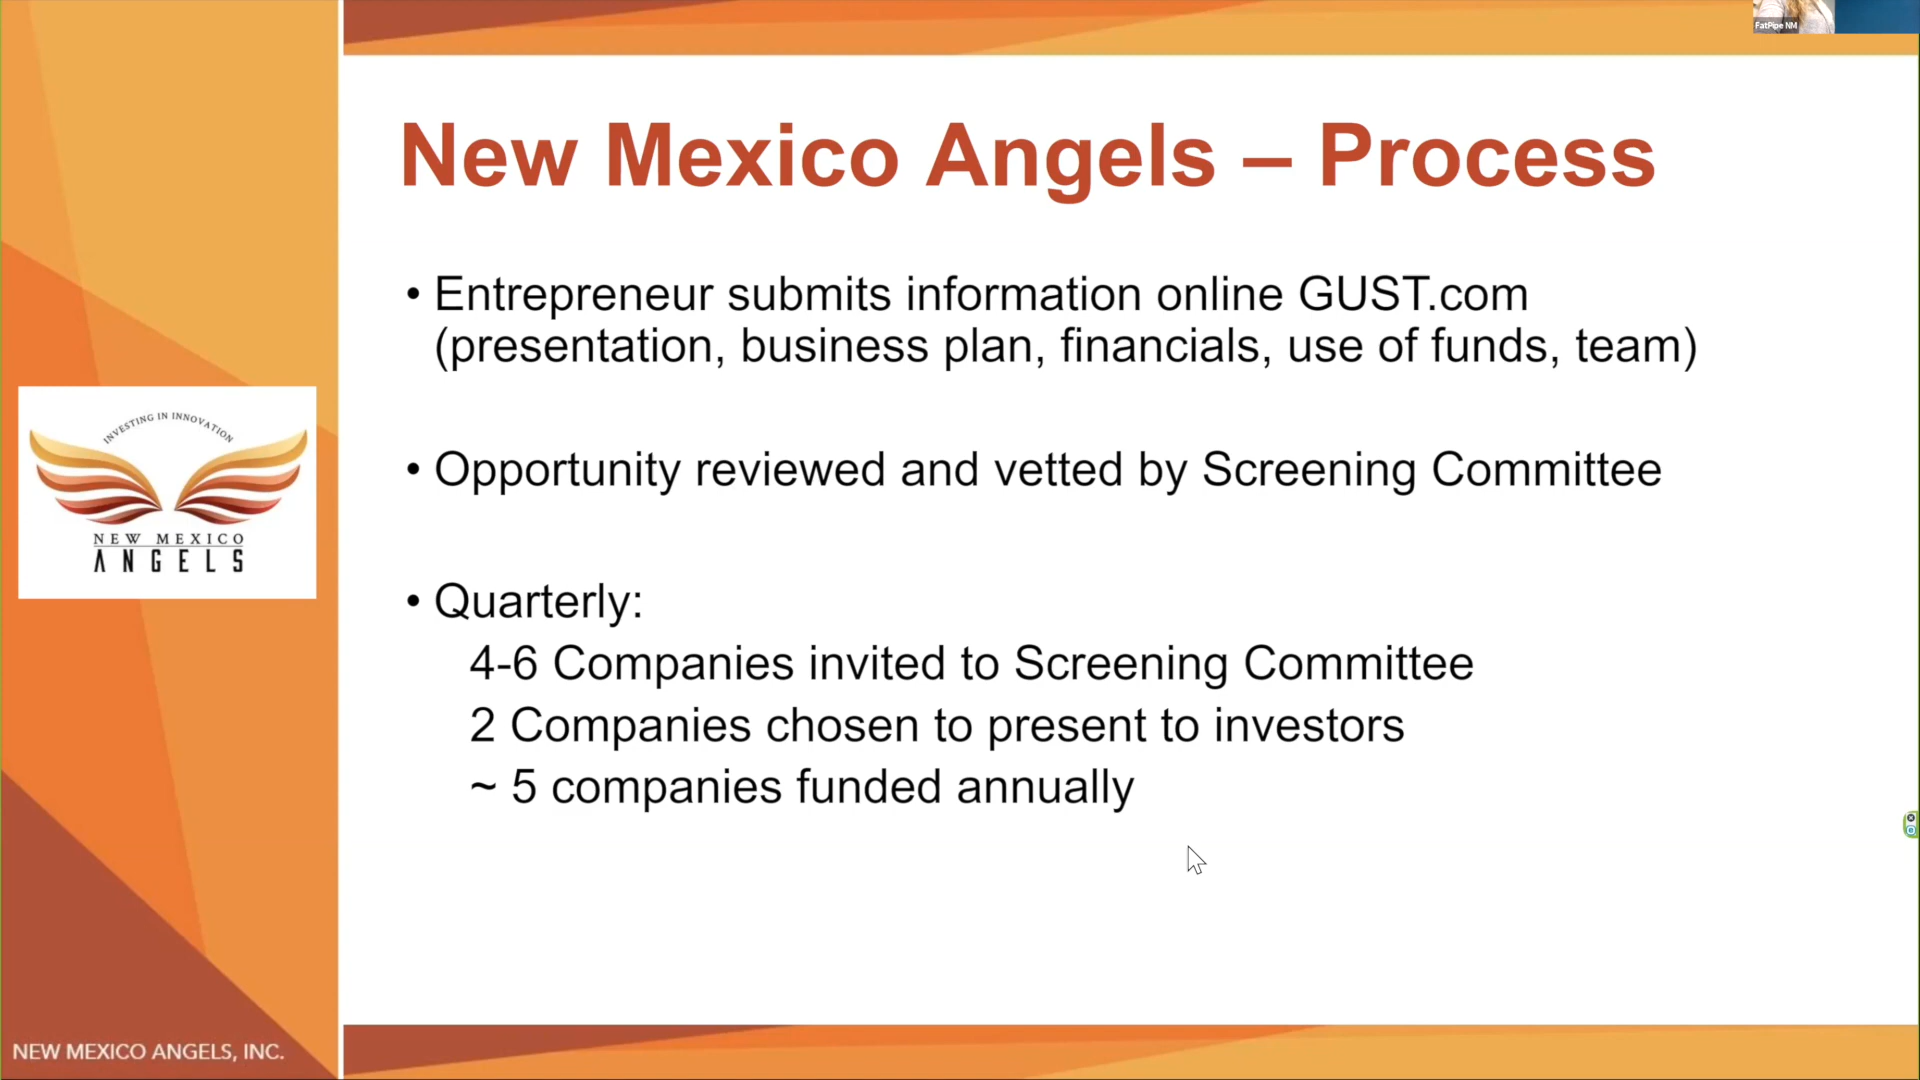 FatPipe NM
New Mexico Angels – Process
• Entrepreneur submits information online GUST.com
(presentation, business plan, financials, use of funds, team)
• Opportunity reviewed and vetted by Screening Committee
• Quarterly:
4-6 Companies invited to Screening Committee
2 Companies chosen to present to investors
~ 5 companies funded annually
INVESTING IN INNOVATION
NEW MEXICO
ANGELS
NEW MEXICO ANGELS, INC.